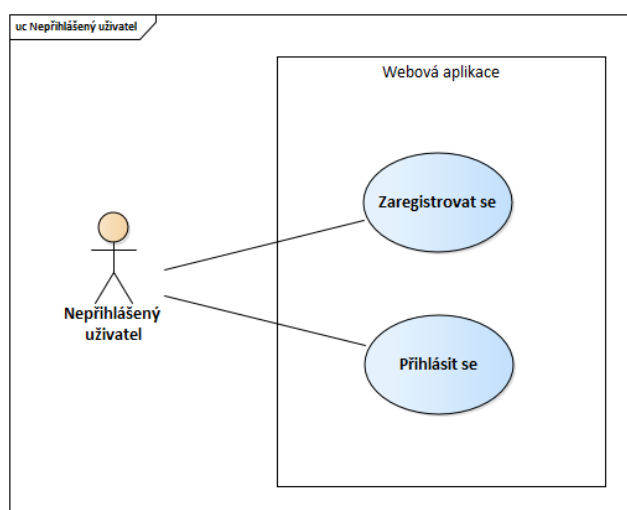 uc Nepřihlášený uživatel
Webová aplikace
Zaregistrovat se
Nepřihlášený
uživatel
Přihlásit se